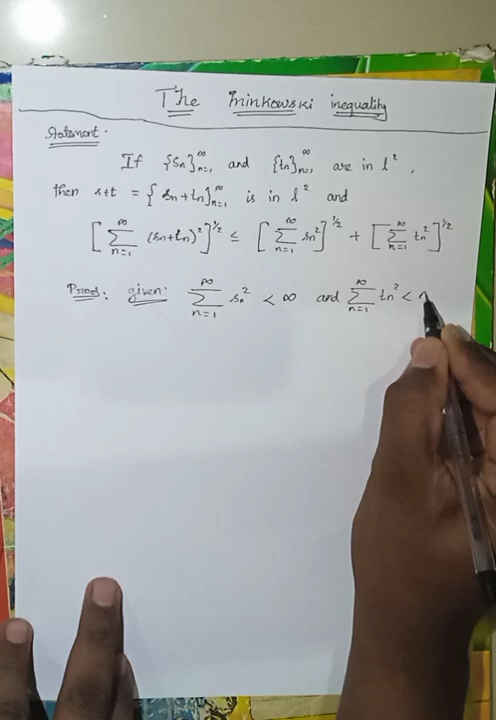 The Minkowski inequality
Statement.
If {Sn}∞n=1 and {tn}∞n=1 are in l²,
then s+t = {sn+tn}∞n=1 is in l² and
[∞∑n=1 (sn+tn)²]^1/2 ≤ [∞∑n=1 sn²]^1/2 + [∞∑n=1 tn²]^1/2
Proof: given: ∞∑n=1 sn² < ∞ and ∞∑n=1 tn² <